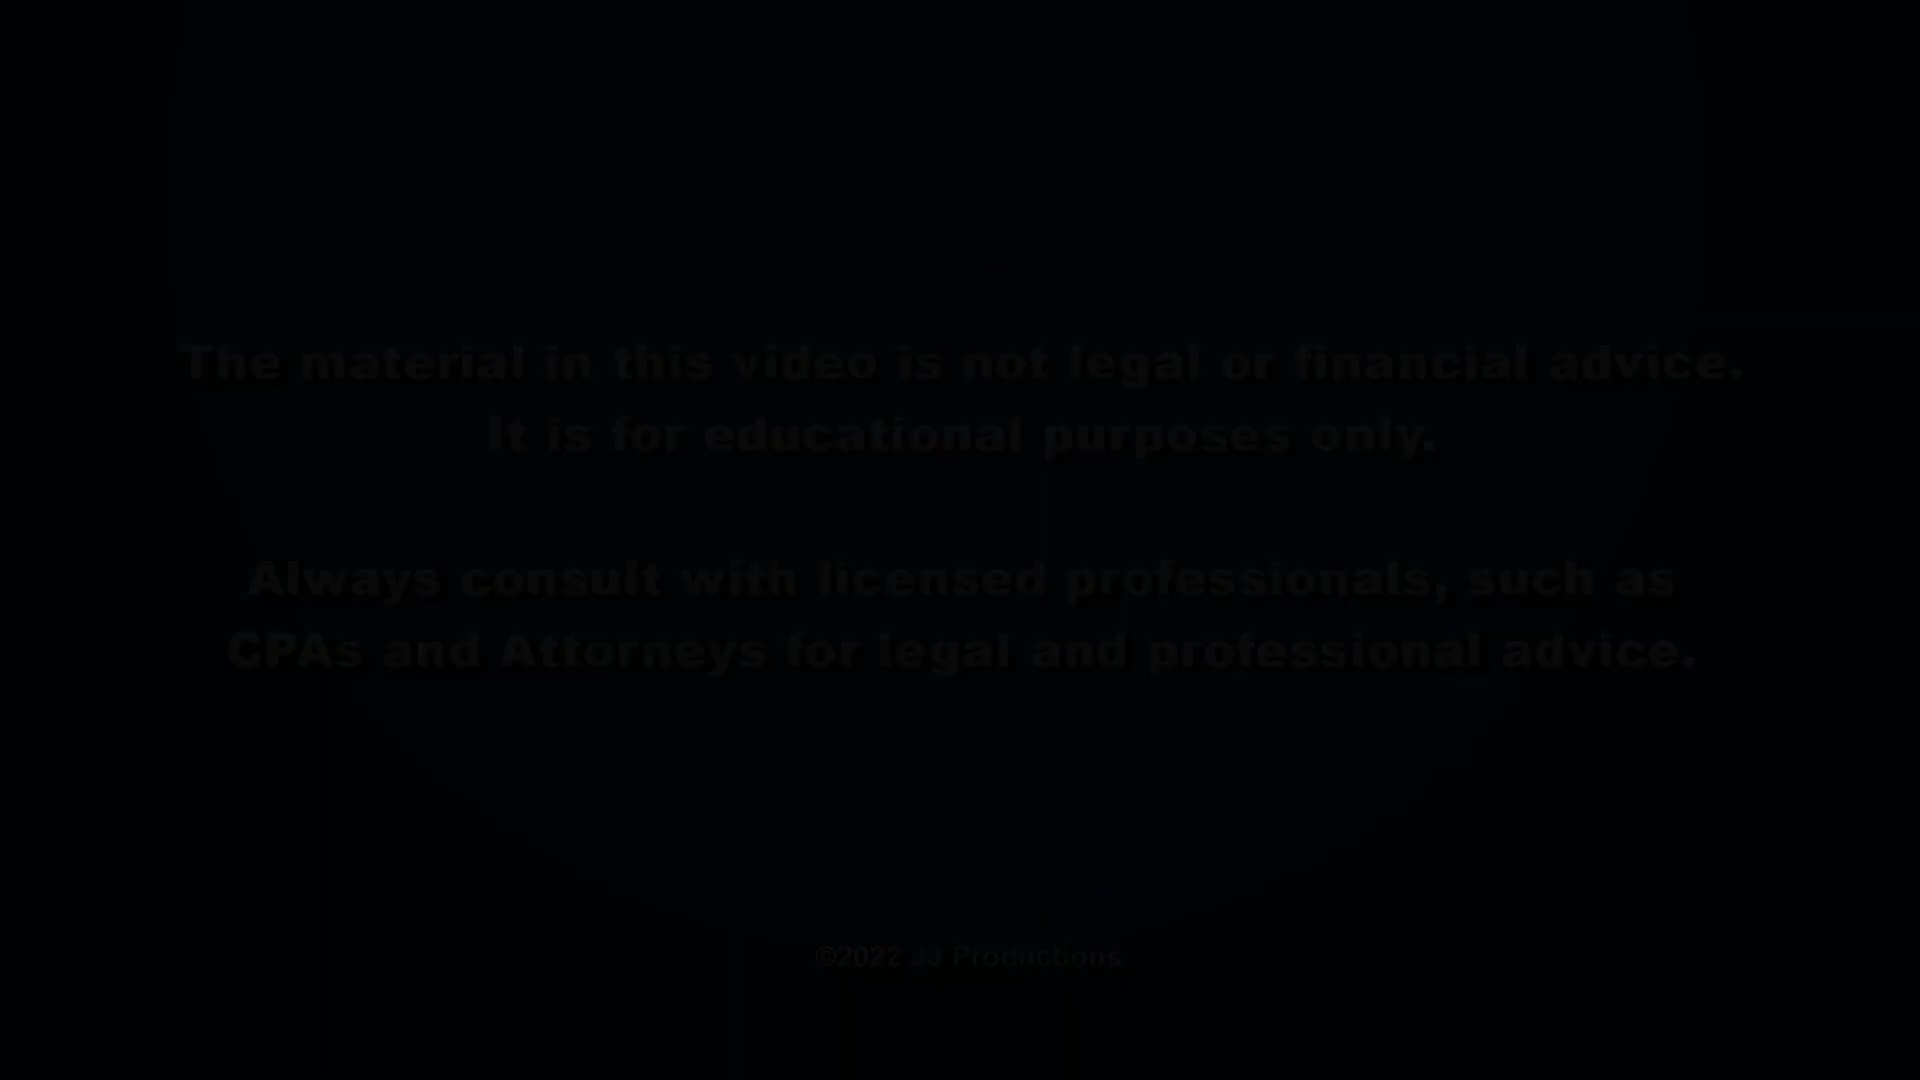 The material in this video is not legal or financial advice.
It is for educational purposes only.
Always consult with licensed professionals, such as
CPAs and Attorneys for legal and professional advice.
©2022 JJ Productions